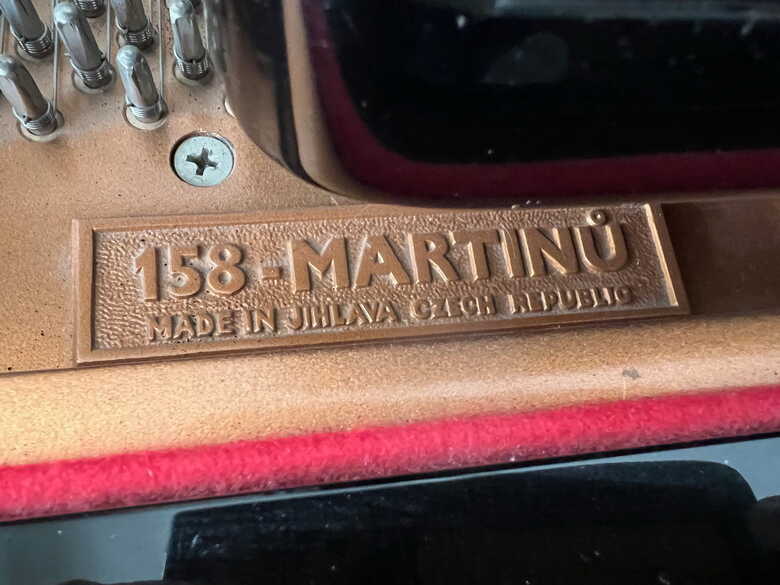 158-MARTINŮ
MADE IN JIHLAVA CZECH REPUBLIC